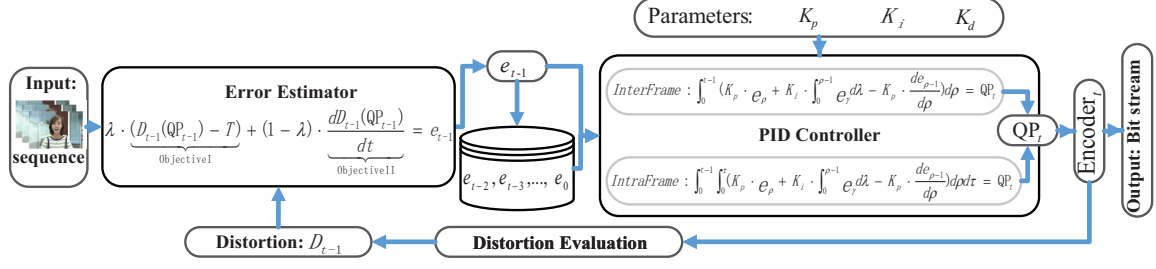 Parameters: K_p K_i K_d
Input:
sequence
Error Estimator
λ · (D_{t-1}(QP_{t-1}) − T) + (1 − λ) · dD_{t-1}(QP_{t-1})/dt = e_{t-1}
ObjectiveI
ObjectiveII
e_{t-1}
e_{t-2}, e_{t-3}, ..., e_0
InterFrame : ∫_0^{t-1} (K_p · e_ρ + K_i · ∫_0^{ρ-1} e_γ dλ − K_p · de_{ρ-1}/dρ)dρ = QP_t
PID Controller
IntraFrame : ∫_0^{t-1} ∫_0^τ (K_p · e_ρ + K_i · ∫_0^{ρ-1} e_γ dλ − K_p · de_{ρ-1}/dρ)dρdτ = QP_t
QP_t
Encoder_t
Output: Bit stream
Distortion: D_{t-1}
Distortion Evaluation